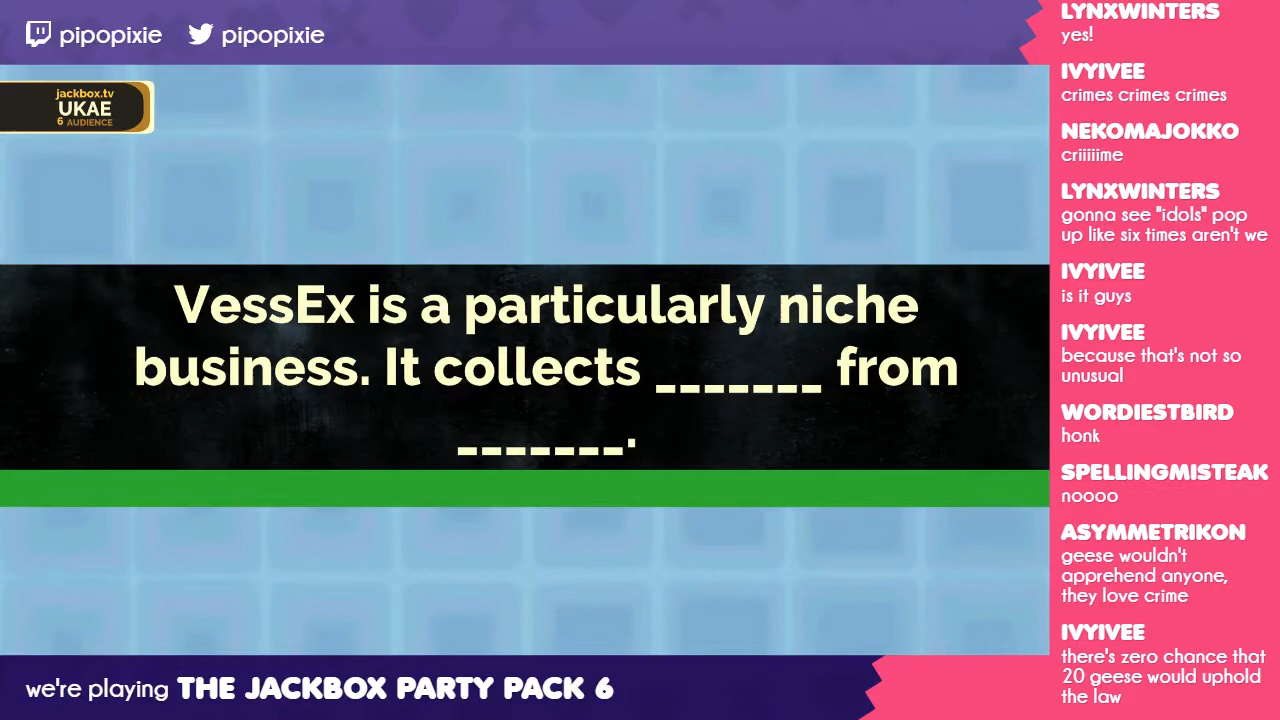 pipopixie pipopixie
jackbox.tv
UKAE
6 AUDIENCE
VessEx is a particularly niche
business. It collects _______ from
_______.
we're playing THE JACKBOX PARTY PACK 6
LYNXWINTERS
yes!
IVYIVEE
crimes crimes crimes
NEKOMAJOKKO
criiiiime
LYNXWINTERS
gonna see "idols" pop
up like six times aren't we
IVYIVEE
is it guys
IVYIVEE
because that's not so
unusual
WORDIESTBIRD
honk
SPELLINGMISTEAK
noooo
ASYMMETRIKON
geese wouldn't
apprehend anyone,
they love crime
IVYIVEE
there's zero chance that
20 geese would uphold
the law